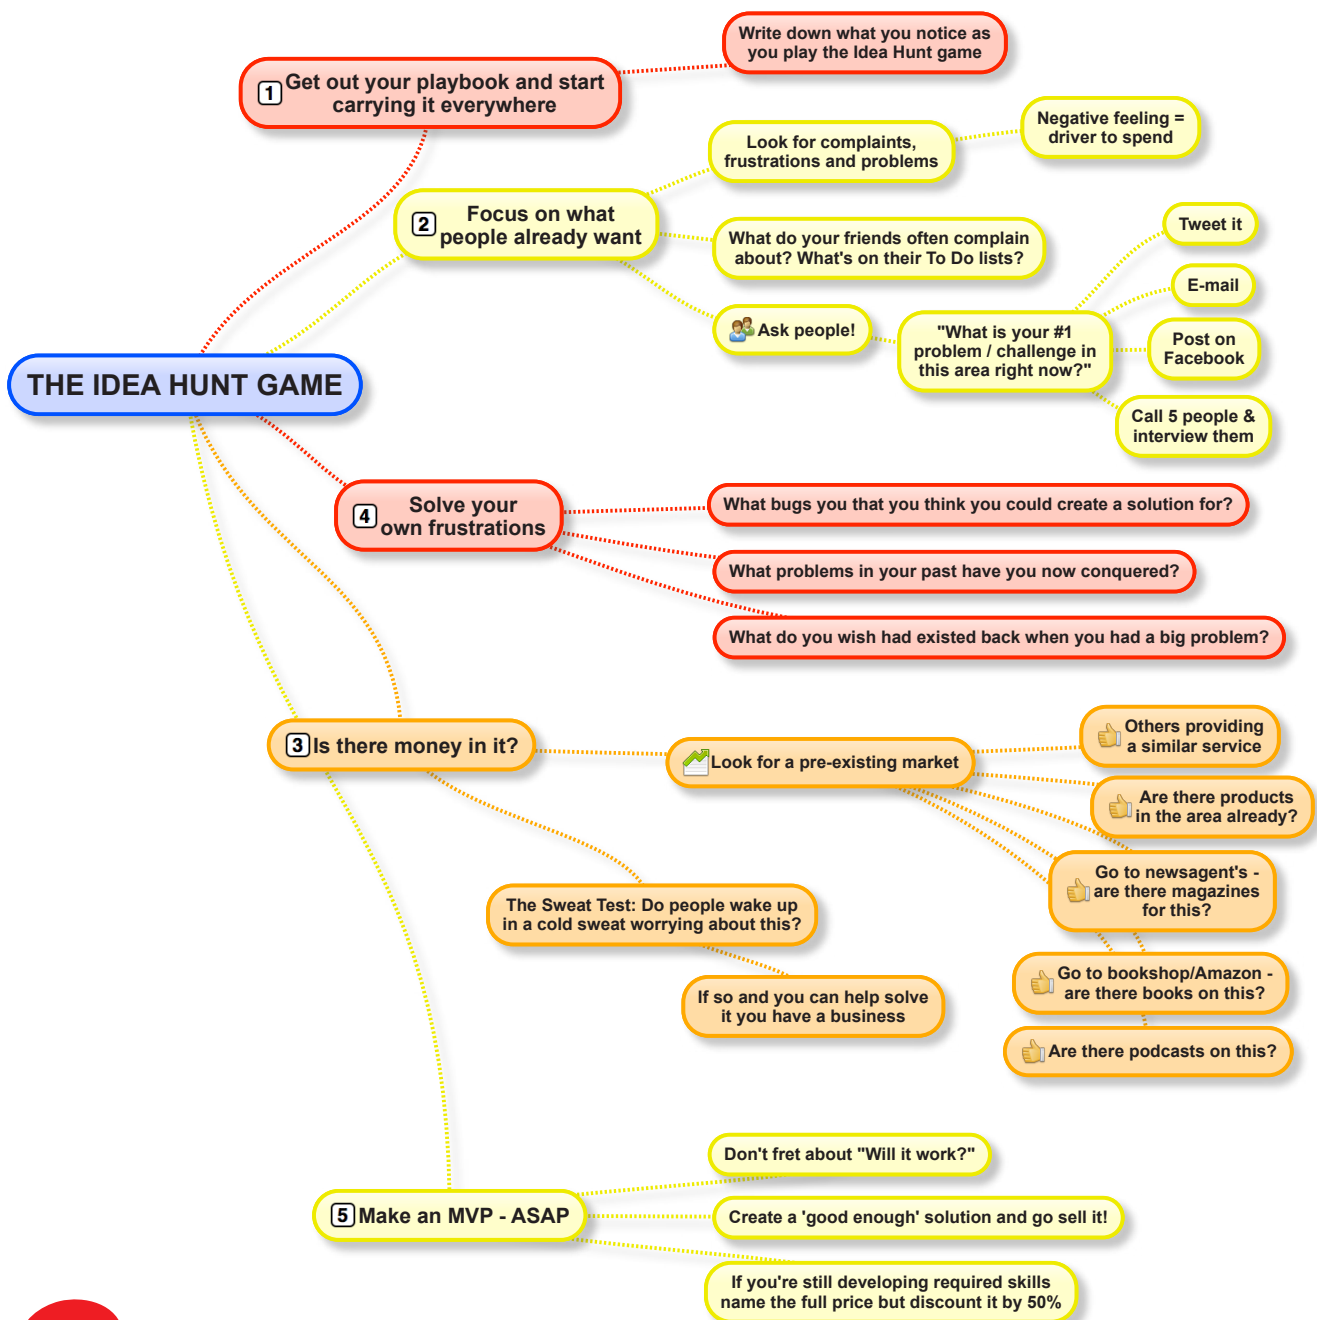 THE IDEA HUNT GAME
1
Get out your playbook and start
carrying it everywhere
Write down what you notice as
you play the Idea Hunt game
2
Focus on what
people already want
Look for complaints,
frustrations and problems
Negative feeling =
driver to spend
What do your friends often complain
about? What's on their To Do lists?
Ask people!
"What is your #1
problem / challenge in
this area right now?"
Tweet it
E-mail
Post on
Facebook
Call 5 people &
interview them
4
Solve your
own frustrations
What bugs you that you think you could create a solution for?
What problems in your past have you now conquered?
What do you wish had existed back when you had a big problem?
3
Is there money in it?
Look for a pre-existing market
Others providing
a similar service
Are there products
in the area already?
Go to newsagent's -
are there magazines
for this?
Go to bookshop/Amazon -
are there books on this?
Are there podcasts on this?
The Sweat Test: Do people wake up
in a cold sweat worrying about this?
If so and you can help solve
it you have a business
5
Make an MVP - ASAP
Don't fret about "Will it work?"
Create a 'good enough' solution and go sell it!
If you're still developing required skills
name the full price but discount it by 50%